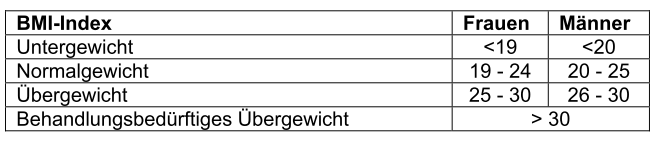 BMI-Index Frauen Männer
Untergewicht <19 <20
Normalgewicht 19 - 24 20 - 25
Übergewicht 25 - 30 26 - 30
Behandlungsbedürftiges Übergewicht > 30